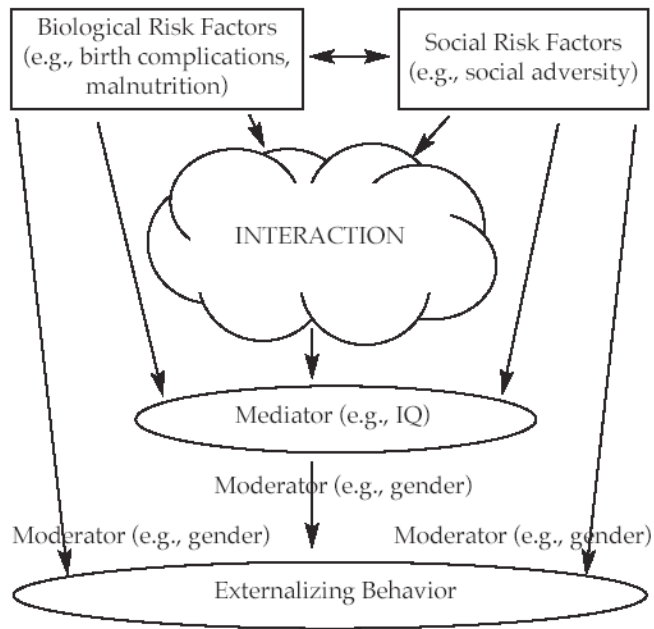 Biological Risk Factors
(e.g., birth complications,
malnutrition)
Social Risk Factors
(e.g., social adversity)
INTERACTION
Mediator (e.g., IQ)
Moderator (e.g., gender)
Moderator (e.g., gender)
Moderator (e.g., gender)
Externalizing Behavior